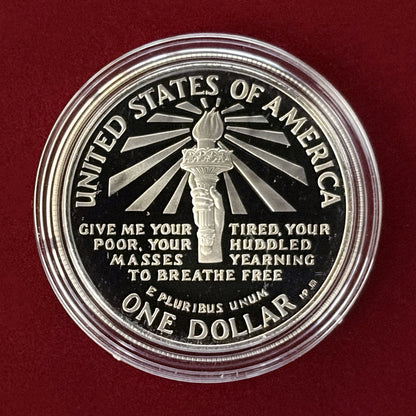 UNITED STATES OF AMERICA
GIVE ME YOUR TIRED, YOUR
POOR, YOUR HUDDLED
MASSES YEARNING
TO BREATHE FREE
E PLURIBUS UNUM
ONE DOLLAR